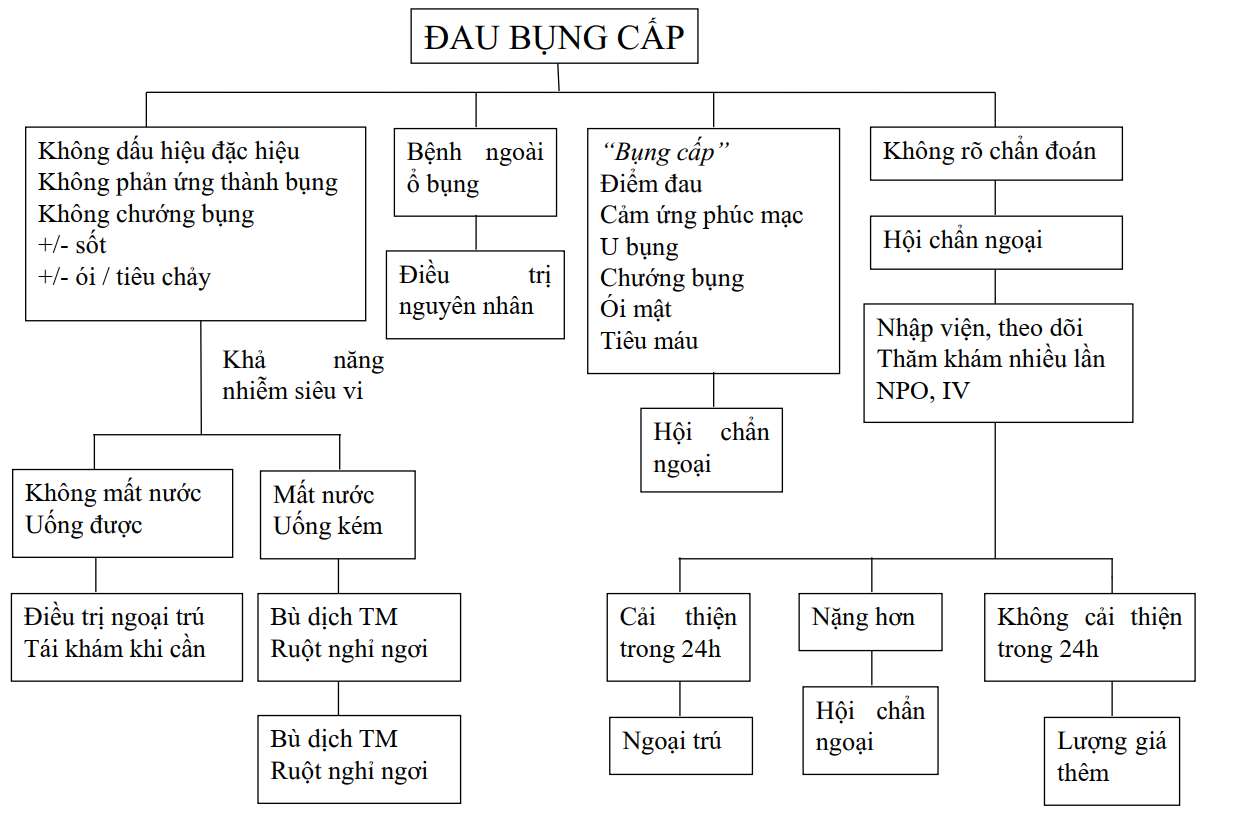 ĐAU BỤNG CẤP
Không dấu hiệu đặc hiệu
Không phản ứng thành bụng
Không chướng bụng
+/- sốt
+/- ói / tiêu chảy
Bệnh ngoài
ổ bụng
Điều trị
nguyên nhân
“Bụng cấp”
Điểm đau
Cảm ứng phúc mạc
U bụng
Chướng bụng
Ói mật
Tiêu máu
Không rõ chẩn đoán
Hội chẩn ngoại
Nhập viện, theo dõi
Thăm khám nhiều lần
NPO, IV
Khả năng
nhiễm siêu vi
Hội chẩn
ngoại
Không mất nước
Uống được
Mất nước
Uống kém
Điều trị ngoại trú
Tái khám khi cần
Bù dịch TM
Ruột nghỉ ngơi
Bù dịch TM
Ruột nghỉ ngơi
Cải thiện
trong 24h
Nặng hơn
Không cải thiện
trong 24h
Ngoại trú
Hội chẩn
ngoại
Lượng giá
thêm